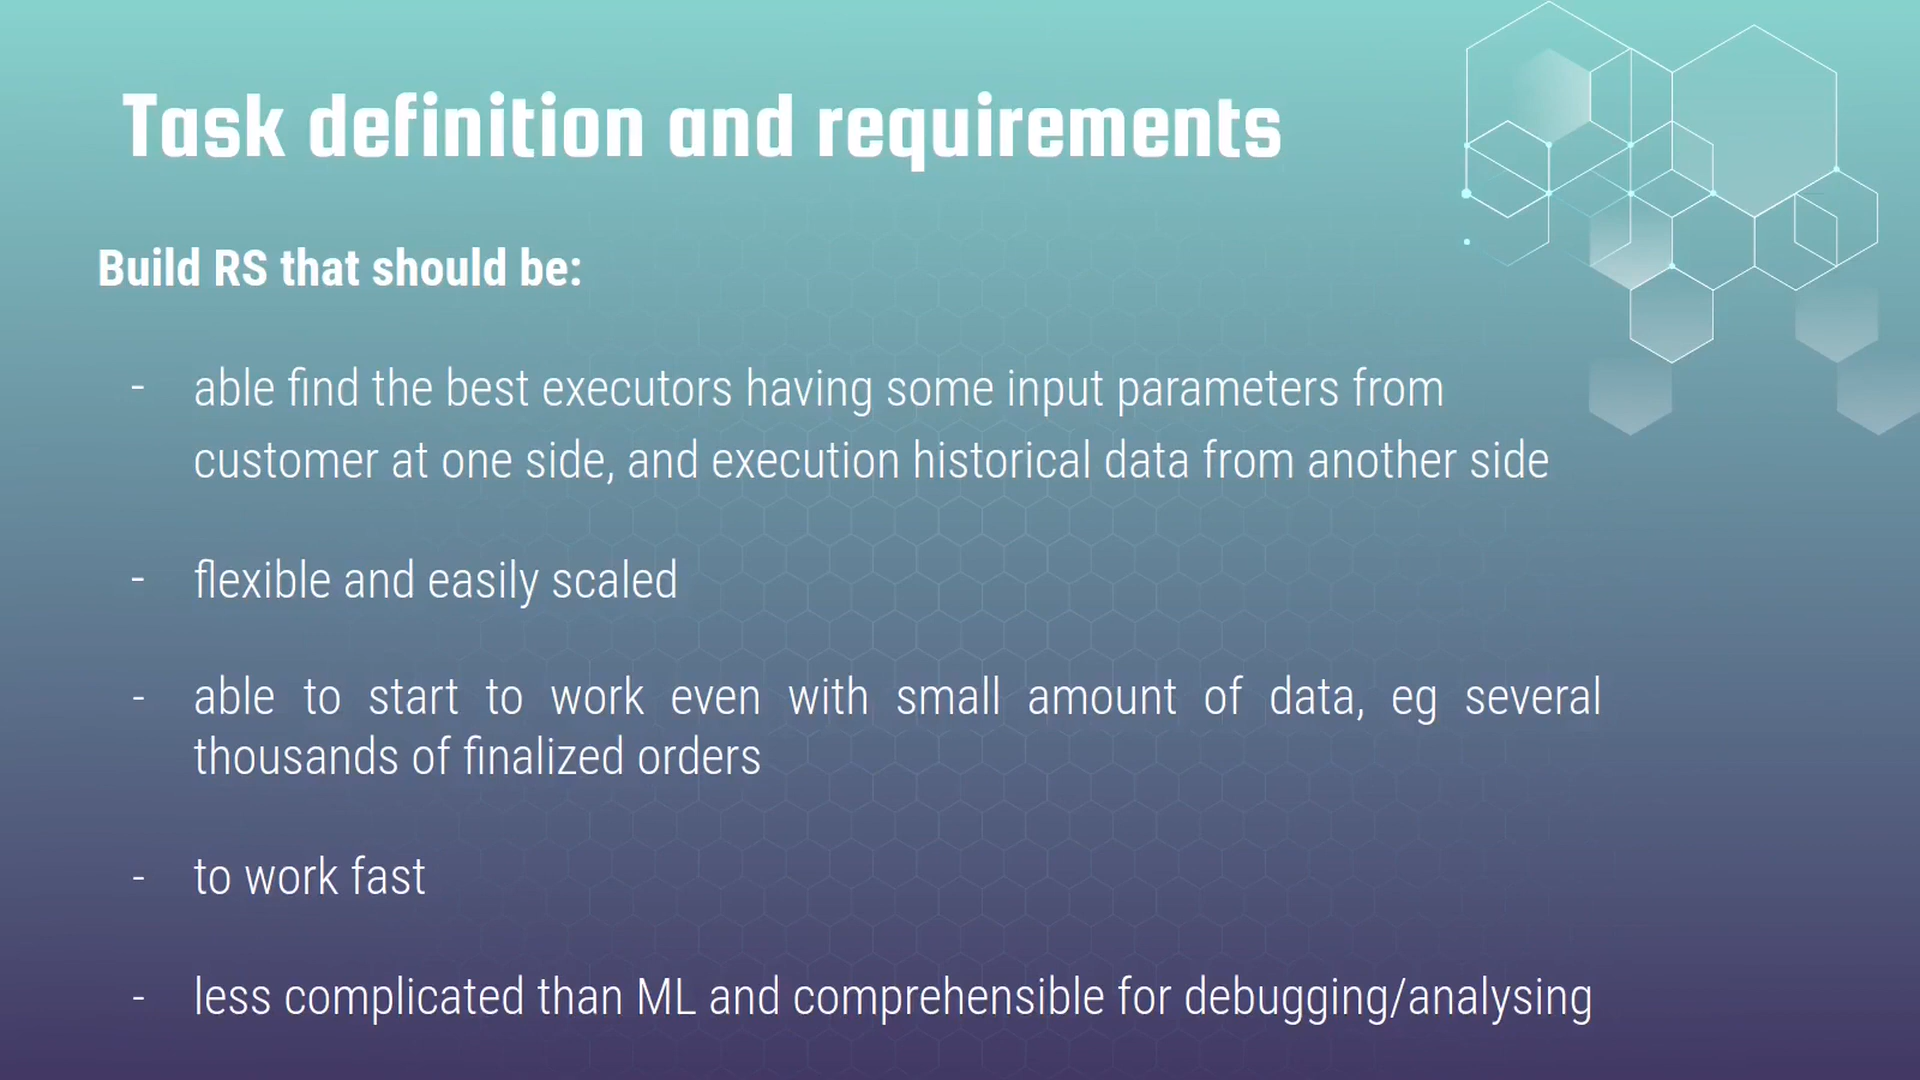 Task definition and requirements
Build RS that should be:
- able find the best executors having some input parameters from
customer at one side, and execution historical data from another side
- flexible and easily scaled
- able to start to work even with small amount of data, eg several
thousands of finalized orders
- to work fast
- less complicated than ML and comprehensible for debugging/analysing